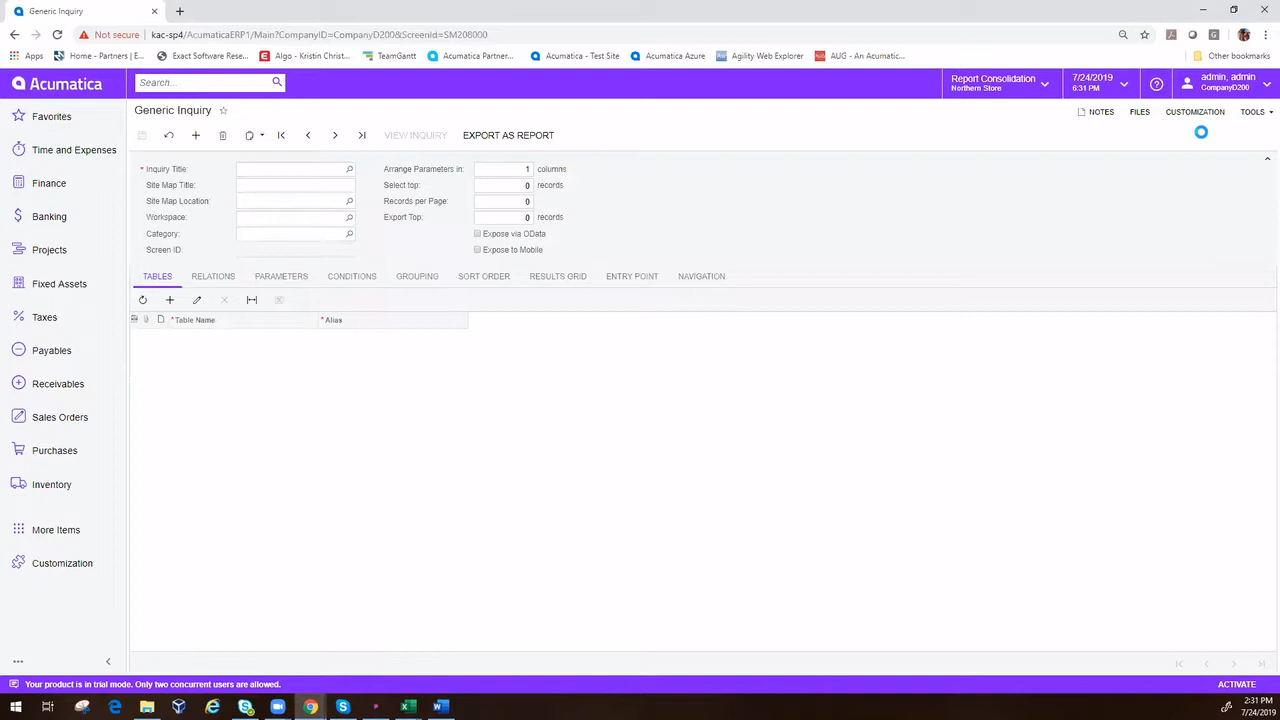 Generic Inquiry
Not secure
kac-sp4/AcumaticaERP1/Main?CompanyID=CompanyD200&ScreenId=SM208000
Apps
Home - Partners | E...
Exact Software Rese...
Algo - Kristin Christ...
TeamGantt
Acumatica Partner...
Acumatica - Test Site
Acumatica Azure
Agility Web Explorer
AUG - An Acumatic...
Other bookmarks
Acumatica
Search...
Report Consolidation
Northern Store
7/24/2019
6:31 PM
admin, admin
CompanyD200
Favorites
Time and Expenses
Finance
Banking
Projects
Fixed Assets
Taxes
Payables
Receivables
Sales Orders
Purchases
Inventory
More Items
Customization
Generic Inquiry
NOTES
FILES
CUSTOMIZATION
TOOLS
VIEW INQUIRY
EXPORT AS REPORT
* Inquiry Title:
Site Map Title:
Site Map Location:
Workspace:
Category:
Screen ID
Arrange Parameters in: 1 columns
Select top: 0 records
Records per Page: 0
Export Top: 0 records
Expose via OData
Expose to Mobile
TABLES
RELATIONS
PARAMETERS
CONDITIONS
GROUPING
SORT ORDER
RESULTS GRID
ENTRY POINT
NAVIGATION
* Table Name
* Alias
Your product is in trial mode. Only two concurrent users are allowed.
ACTIVATE
2:31 PM
7/24/2019